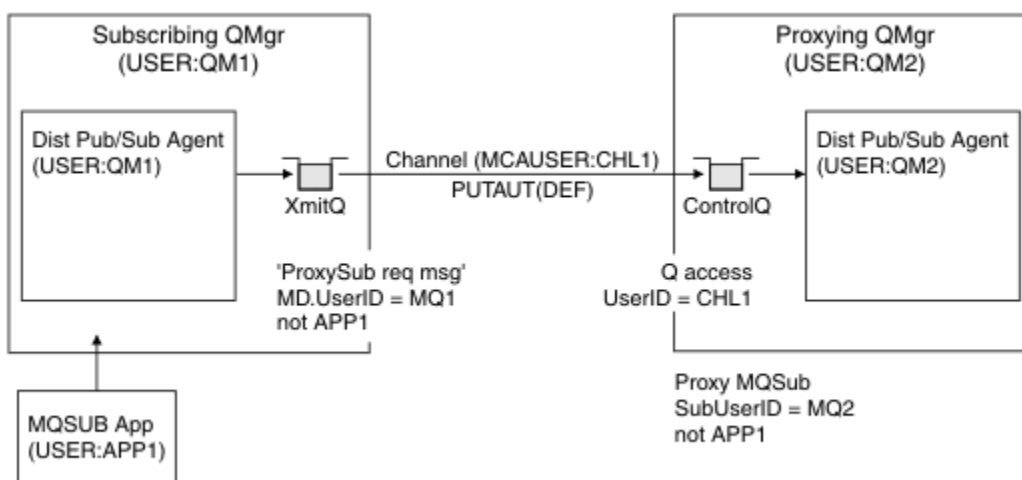 Subscribing QMgr
(USER:QM1)
Proxying QMgr
(USER:QM2)
Dist Pub/Sub Agent
(USER:QM1)
Channel (MCAUSER:CHL1)
PUTAUT(DEF)
XmitQ
ControlQ
Dist Pub/Sub Agent
(USER:QM2)
'ProxySub req msg'
MD.UserID = MQ1
not APP1
Q access
UserID = CHL1
Proxy MQSub
SubUserID = MQ2
not APP1
MQSUB App
(USER:APP1)